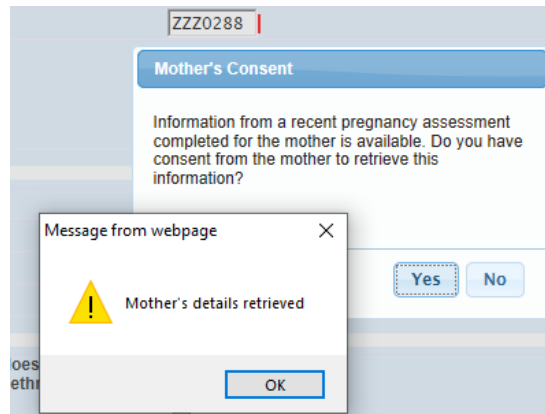 ZZZ0288
Mother's Consent
Information from a recent pregnancy assessment
completed for the mother is available. Do you have
consent from the mother to retrieve this
information?
Yes No
Message from webpage
Mother's details retrieved
OK